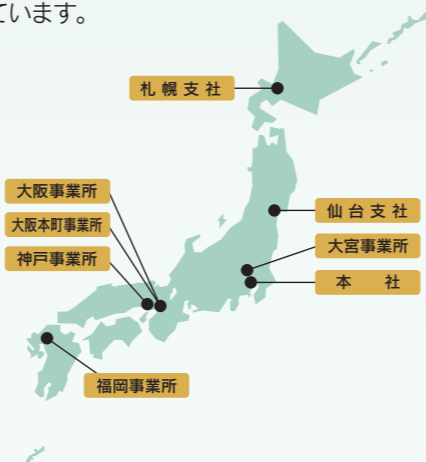 ています。
札幌支社
大阪事業所
大阪本町事業所
神戸事業所
仙台支社
大宮事業所
本　社
福岡事業所